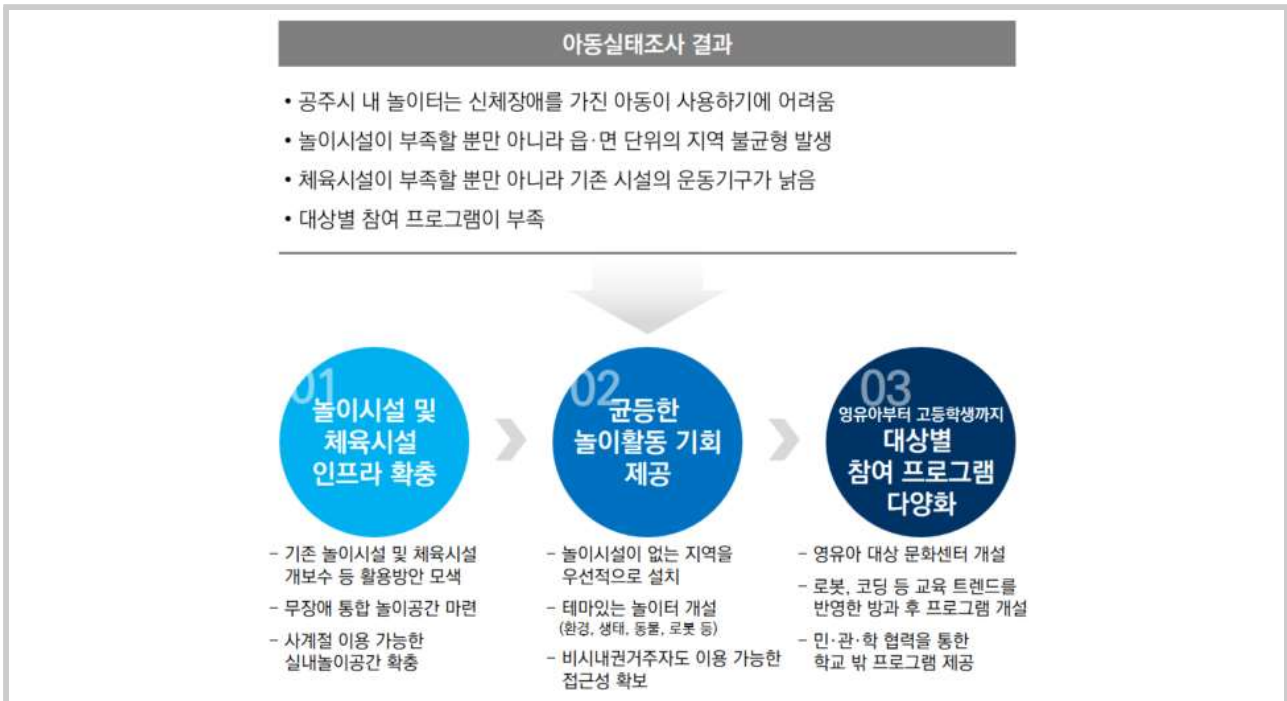 아동실태조사 결과
• 공주시 내 놀이터는 신체장애를 가진 아동이 사용하기에 어려움
• 놀이시설이 부족할 뿐만 아니라 읍·면 단위의 지역 불균형 발생
• 체육시설이 부족할 뿐만 아니라 기존 시설의 운동기구가 낡음
• 대상별 참여 프로그램이 부족
01
놀이시설 및
체육시설
인프라 확충
- 기존 놀이시설 및 체육시설
개보수 등 활용방안 모색
- 무장애 통합 놀이공간 마련
- 사계절 이용 가능한
실내놀이공간 확충
02
균등한
놀이활동 기회
제공
- 놀이시설이 없는 지역을
우선적으로 설치
- 테마있는 놀이터 개설
(환경, 생태, 동물, 로봇 등)
- 비시내권거주자도 이용 가능한
접근성 확보
03
영유아부터 고등학생까지
대상별
참여 프로그램
다양화
- 영유아 대상 문화센터 개설
- 로봇, 코딩 등 교육 트렌드를
반영한 방과 후 프로그램 개설
- 민·관·학 협력을 통한
학교 밖 프로그램 제공